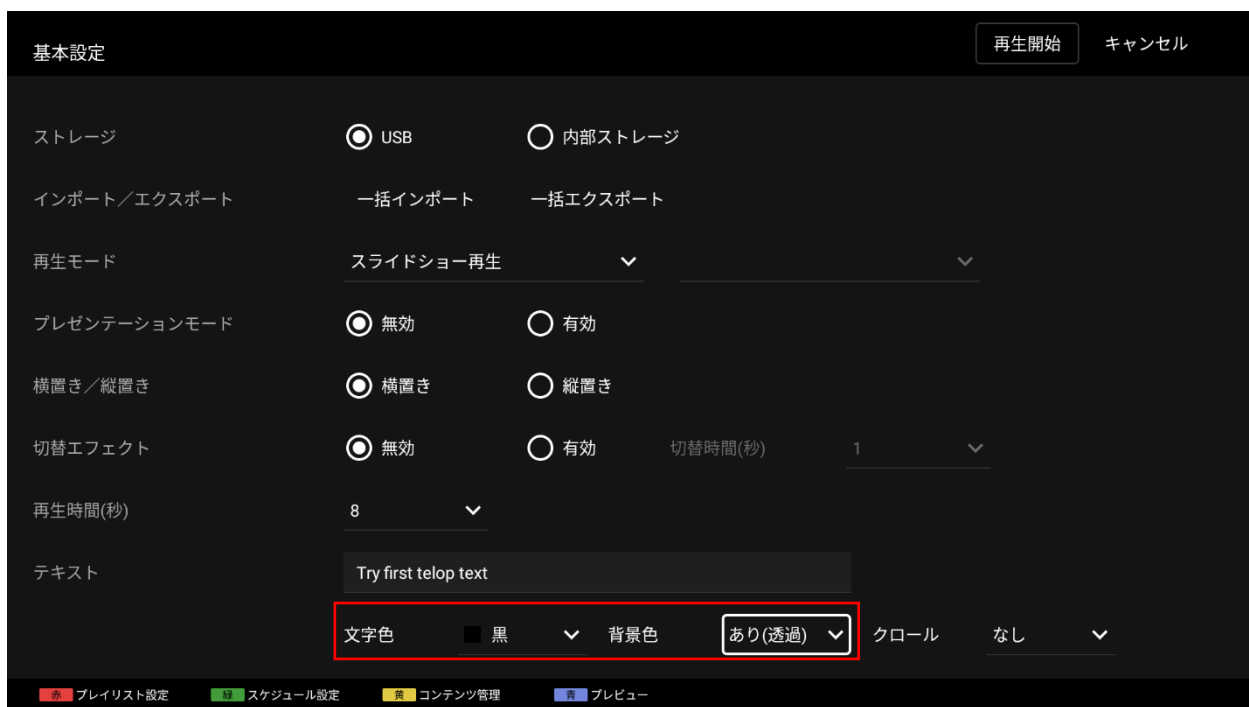 基本設定 再生開始 キャンセル
ストレージ USB 内部ストレージ
インポート／エクスポート 一括インポート 一括エクスポート
再生モード スライドショー再生
プレゼンテーションモード 無効 有効
横置き／縦置き 横置き 縦置き
切替エフェクト 無効 有効 切替時間(秒) 1
再生時間(秒) 8
テキスト Try first telop text
文字色 黒 背景色 あり(透過) クロール なし
赤 プレイリスト設定 緑 スケジュール設定 黄 コンテンツ管理 青 プレビュー